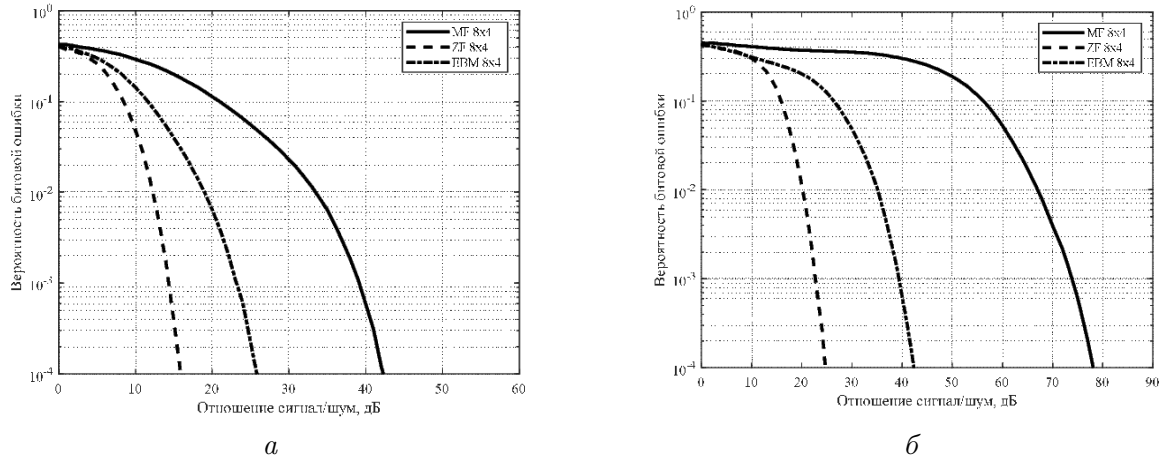 10^0
10^-1
10^-2
10^-3
10^-4
Вероятность битовой ошибки
MF 8x4
ZF 8x4
EBM 8x4
0 10 20 30 40 50 60
Отношение сигнал/шум, дБ
а
10^0
10^-1
10^-2
10^-3
10^-4
Вероятность битовой ошибки
MF 8x4
ZF 8x4
EBM 8x4
0 10 20 30 40 50 60 70 80 90
Отношение сигнал/шум, дБ
б